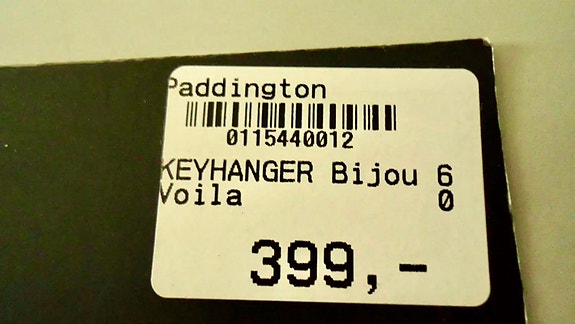 Paddington
0115440012
KEYHANGER Bijou 6
Voila 0
399,-